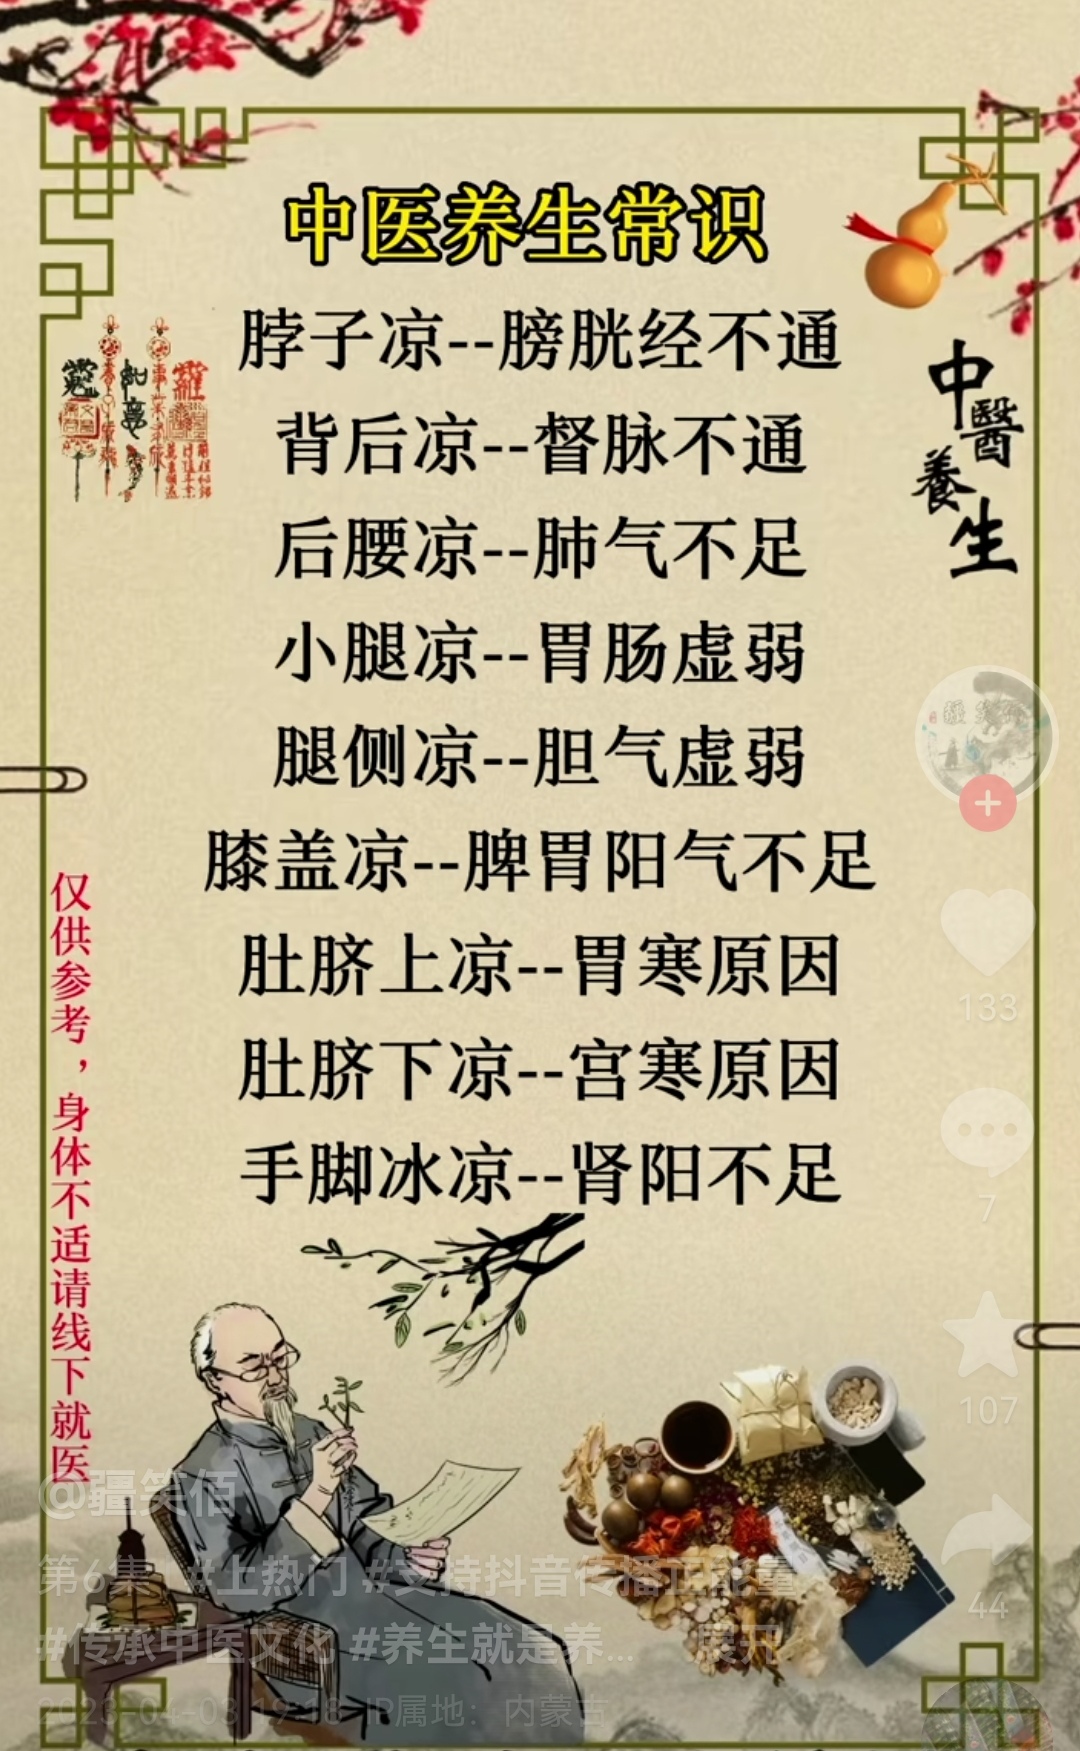 中医养生常识
脖子凉--膀胱经不通
背后凉--督脉不通
后腰凉--肺气不足
小腿凉--胃肠虚弱
腿侧凉--胆气虚弱
膝盖凉--脾胃阳气不足
肚脐上凉--胃寒原因
肚脐下凉--宫寒原因
手脚冰凉--肾阳不足
中醫養生
仅供参考，身体不适请线下就医
133
7
107
44
@疆笑佰
第6集 | #上热门 #支持抖音传播正能量
#传承中医文化 #养生就是养... 展开
2023-04-03 19:18 IP属地：内蒙古